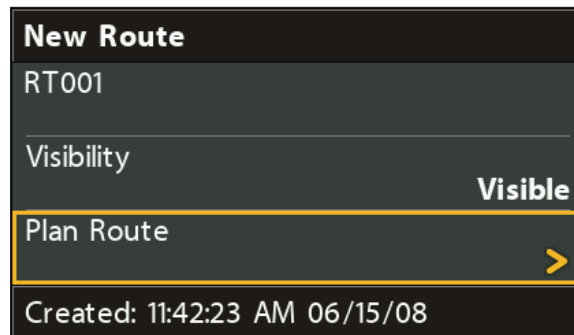 New Route
RT001
Visibility
Visible
Plan Route
Created: 11:42:23 AM 06/15/08